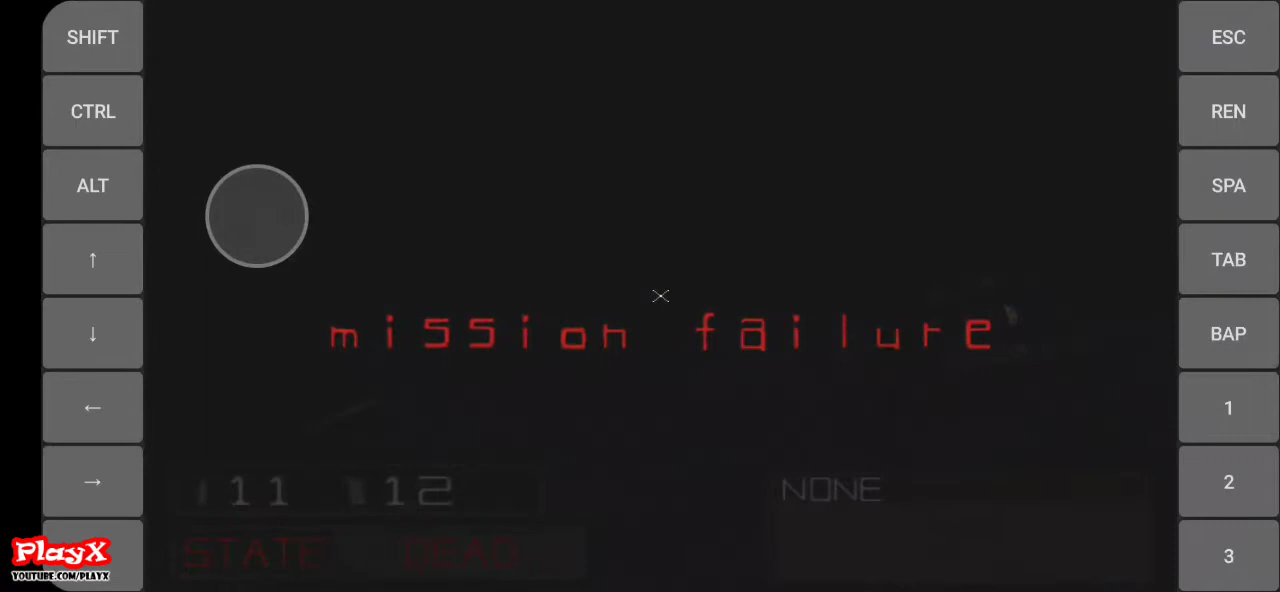 SHIFT
ESC
CTRL
REN
ALT
SPA
↑
TAB
↓
BAP
mission failure
←
1
→
2
11 12
NONE
STATE DEAD
3
PlayX
YOUTUBE.COM/PLAYX